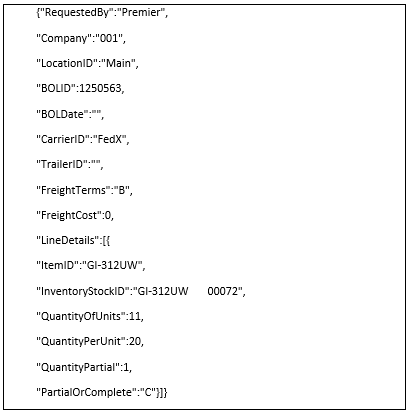 {"RequestedBy":"Premier",
"Company":"001",
"LocationID":"Main",
"BOLID":1250563,
"BOLDate":"",
"CarrierID":"FedX",
"TrailerID":"",
"FreightTerms":"B",
"FreightCost":0,
"LineDetails":[{
"ItemID":"GI-312UW",
"InventoryStockID":"GI-312UW      00072",
"QuantityOfUnits":11,
"QuantityPerUnit":20,
"QuantityPartial":1,
"PartialOrComplete":"C"}]}